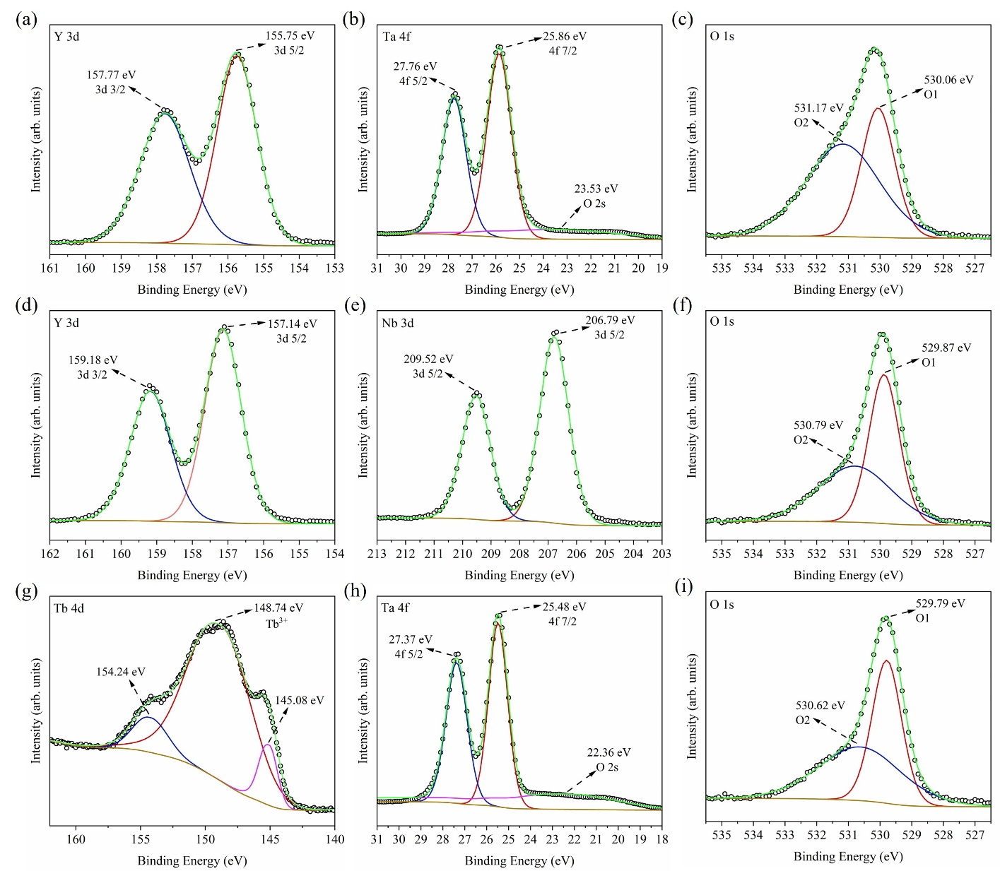 (a)
Y 3d
155.75 eV
3d 5/2
157.77 eV
3d 3/2
Intensity (arb. units)
161 160 159 158 157 156 155 154 153
Binding Energy (eV)
(b)
Ta 4f
25.86 eV
4f 7/2
27.76 eV
4f 5/2
23.53 eV
O 2s
Intensity (arb. units)
31 30 29 28 27 26 25 24 23 22 21 20 19
Binding Energy (eV)
(c)
O 1s
530.06 eV
O1
531.17 eV
O2
Intensity (arb. units)
535 534 533 532 531 530 529 528 527
Binding Energy (eV)
(d)
Y 3d
157.14 eV
3d 5/2
159.18 eV
3d 3/2
Intensity (arb. units)
162 161 160 159 158 157 156 155 154
Binding Energy (eV)
(e)
Nb 3d
206.79 eV
3d 5/2
209.52 eV
3d 5/2
Intensity (arb. units)
213 212 211 210 209 208 207 206 205 204 203
Binding Energy (eV)
(f)
O 1s
529.87 eV
O1
530.79 eV
O2
Intensity (arb. units)
535 534 533 532 531 530 529 528 527
Binding Energy (eV)
(g)
Tb 4d
148.74 eV
Tb³⁺
154.24 eV
145.08 eV
Intensity (arb. units)
160 155 150 145 140
Binding Energy (eV)
(h)
Ta 4f
25.48 eV
4f 7/2
27.37 eV
4f 5/2
22.36 eV
O 2s
Intensity (arb. units)
31 30 29 28 27 26 25 24 23 22 21 20 19 18
Binding Energy (eV)
(i)
O 1s
529.79 eV
O1
530.62 eV
O2
Intensity (arb. units)
535 534 533 532 531 530 529 528 527
Binding Energy (eV)